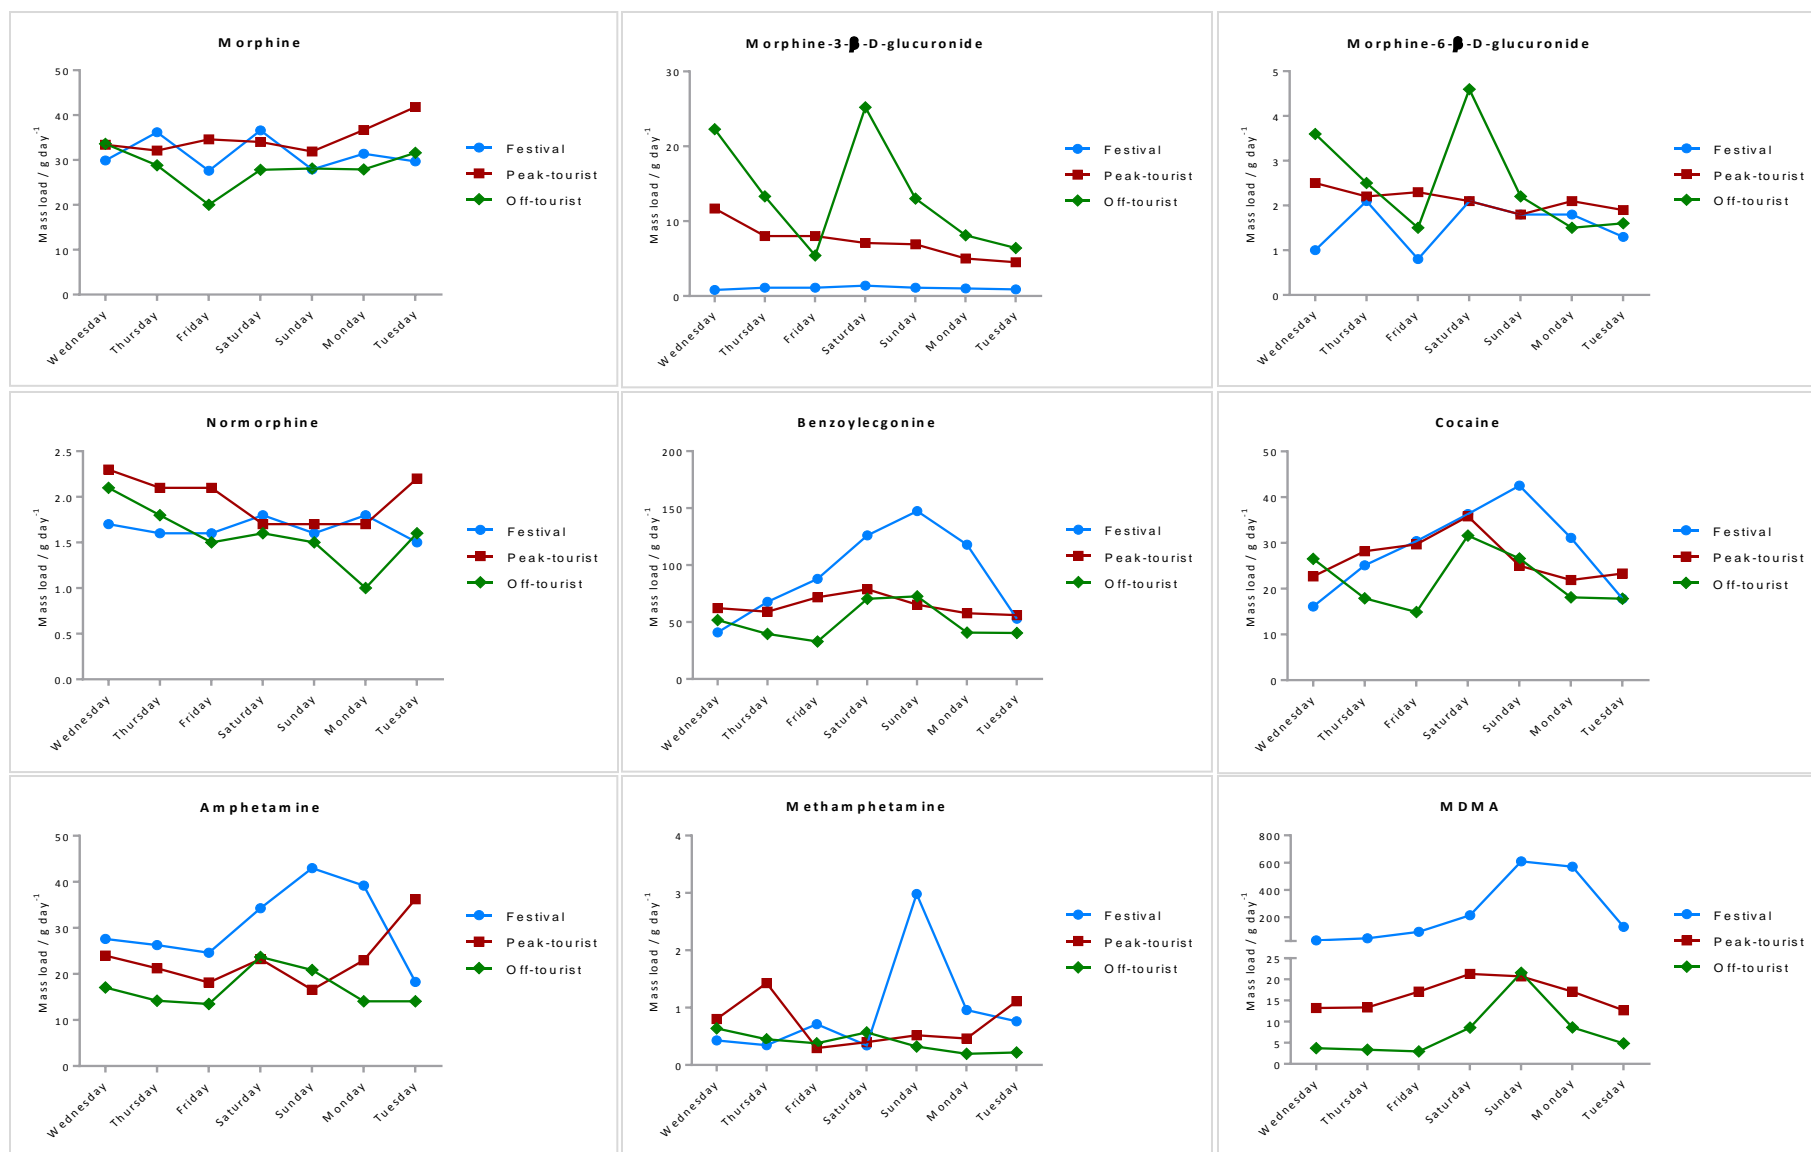 Morphine
Mass load / g day-1
50
40
30
20
10
0
Wednesday
Thursday
Friday
Saturday
Sunday
Monday
Tuesday
Festival
Peak-tourist
Off-tourist
Morphine-3-β-D-glucuronide
Mass load / g day-1
30
20
10
0
Wednesday
Thursday
Friday
Saturday
Sunday
Monday
Tuesday
Festival
Peak-tourist
Off-tourist
Morphine-6-β-D-glucuronide
Mass load / g day-1
5
4
3
2
1
0
Wednesday
Thursday
Friday
Saturday
Sunday
Monday
Tuesday
Festival
Peak-tourist
Off-tourist
Normorphine
Mass load / g day-1
2.5
2.0
1.5
1.0
0.5
0.0
Wednesday
Thursday
Friday
Saturday
Sunday
Monday
Tuesday
Festival
Peak-tourist
Off-tourist
Benzoylecgonine
Mass load / g day-1
200
150
100
50
0
Wednesday
Thursday
Friday
Saturday
Sunday
Monday
Tuesday
Festival
Peak-tourist
Off-tourist
Cocaine
Mass load / g day-1
50
40
30
20
10
0
Wednesday
Thursday
Friday
Saturday
Sunday
Monday
Tuesday
Festival
Peak-tourist
Off-tourist
Amphetamine
Mass load / g day-1
50
40
30
20
10
0
Wednesday
Thursday
Friday
Saturday
Sunday
Monday
Tuesday
Festival
Peak-tourist
Off-tourist
Methamphetamine
Mass load / g day-1
4
3
2
1
0
Wednesday
Thursday
Friday
Saturday
Sunday
Monday
Tuesday
Festival
Peak-tourist
Off-tourist
MDMA
Mass load / g day-1
800
600
400
200
25
20
15
10
5
0
Wednesday
Thursday
Friday
Saturday
Sunday
Monday
Tuesday
Festival
Peak-tourist
Off-tourist